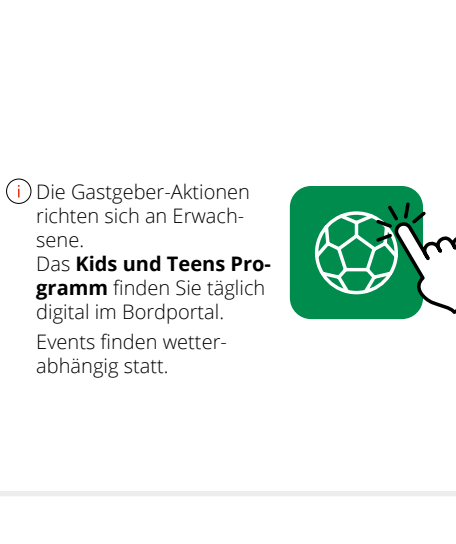 i Die Gastgeber-Aktionen
richten sich an Erwach-
sene.
Das Kids und Teens Pro-
gramm finden Sie täglich
digital im Bordportal.
Events finden wetter-
abhängig statt.